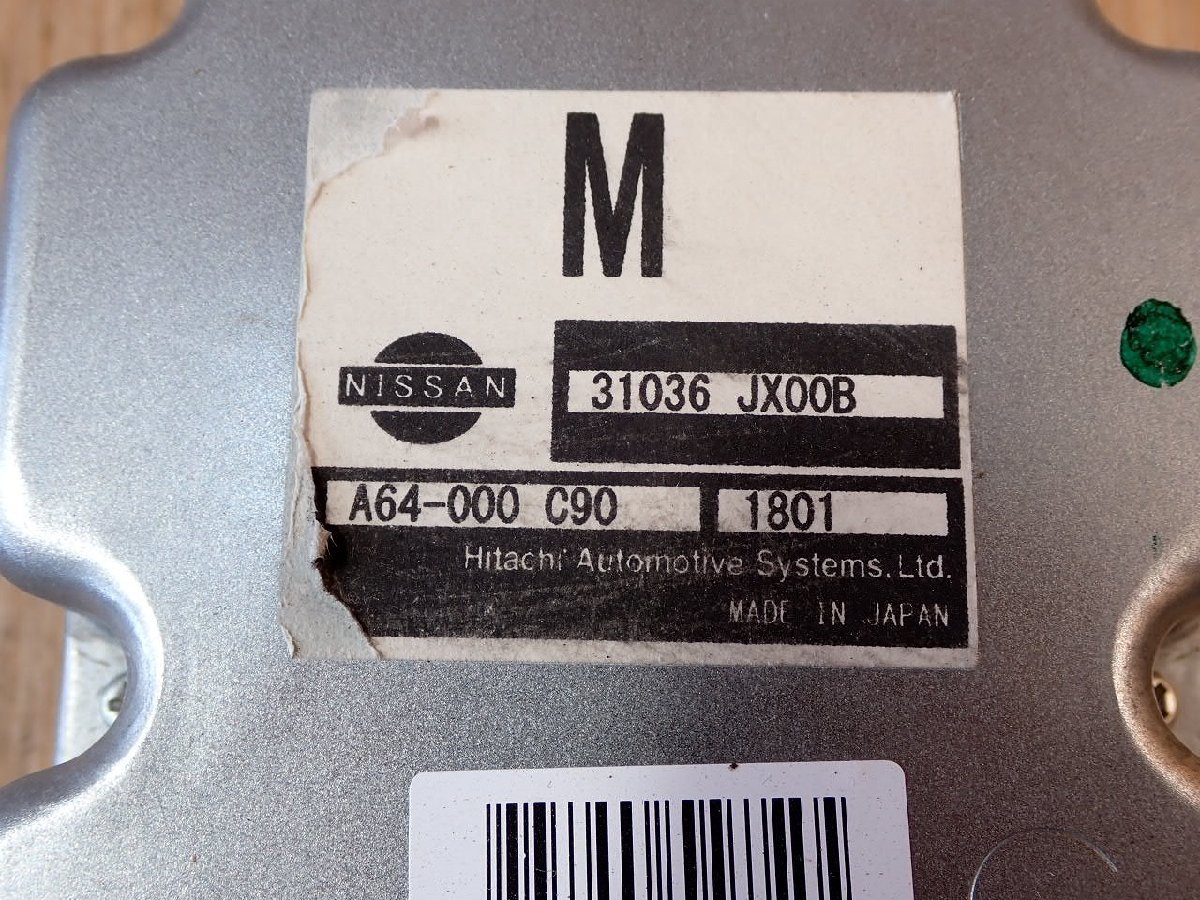 M
NISSAN
31036 JX00B
A64-000 C90 1801
Hitachi Automotive Systems, Ltd.
MADE IN JAPAN